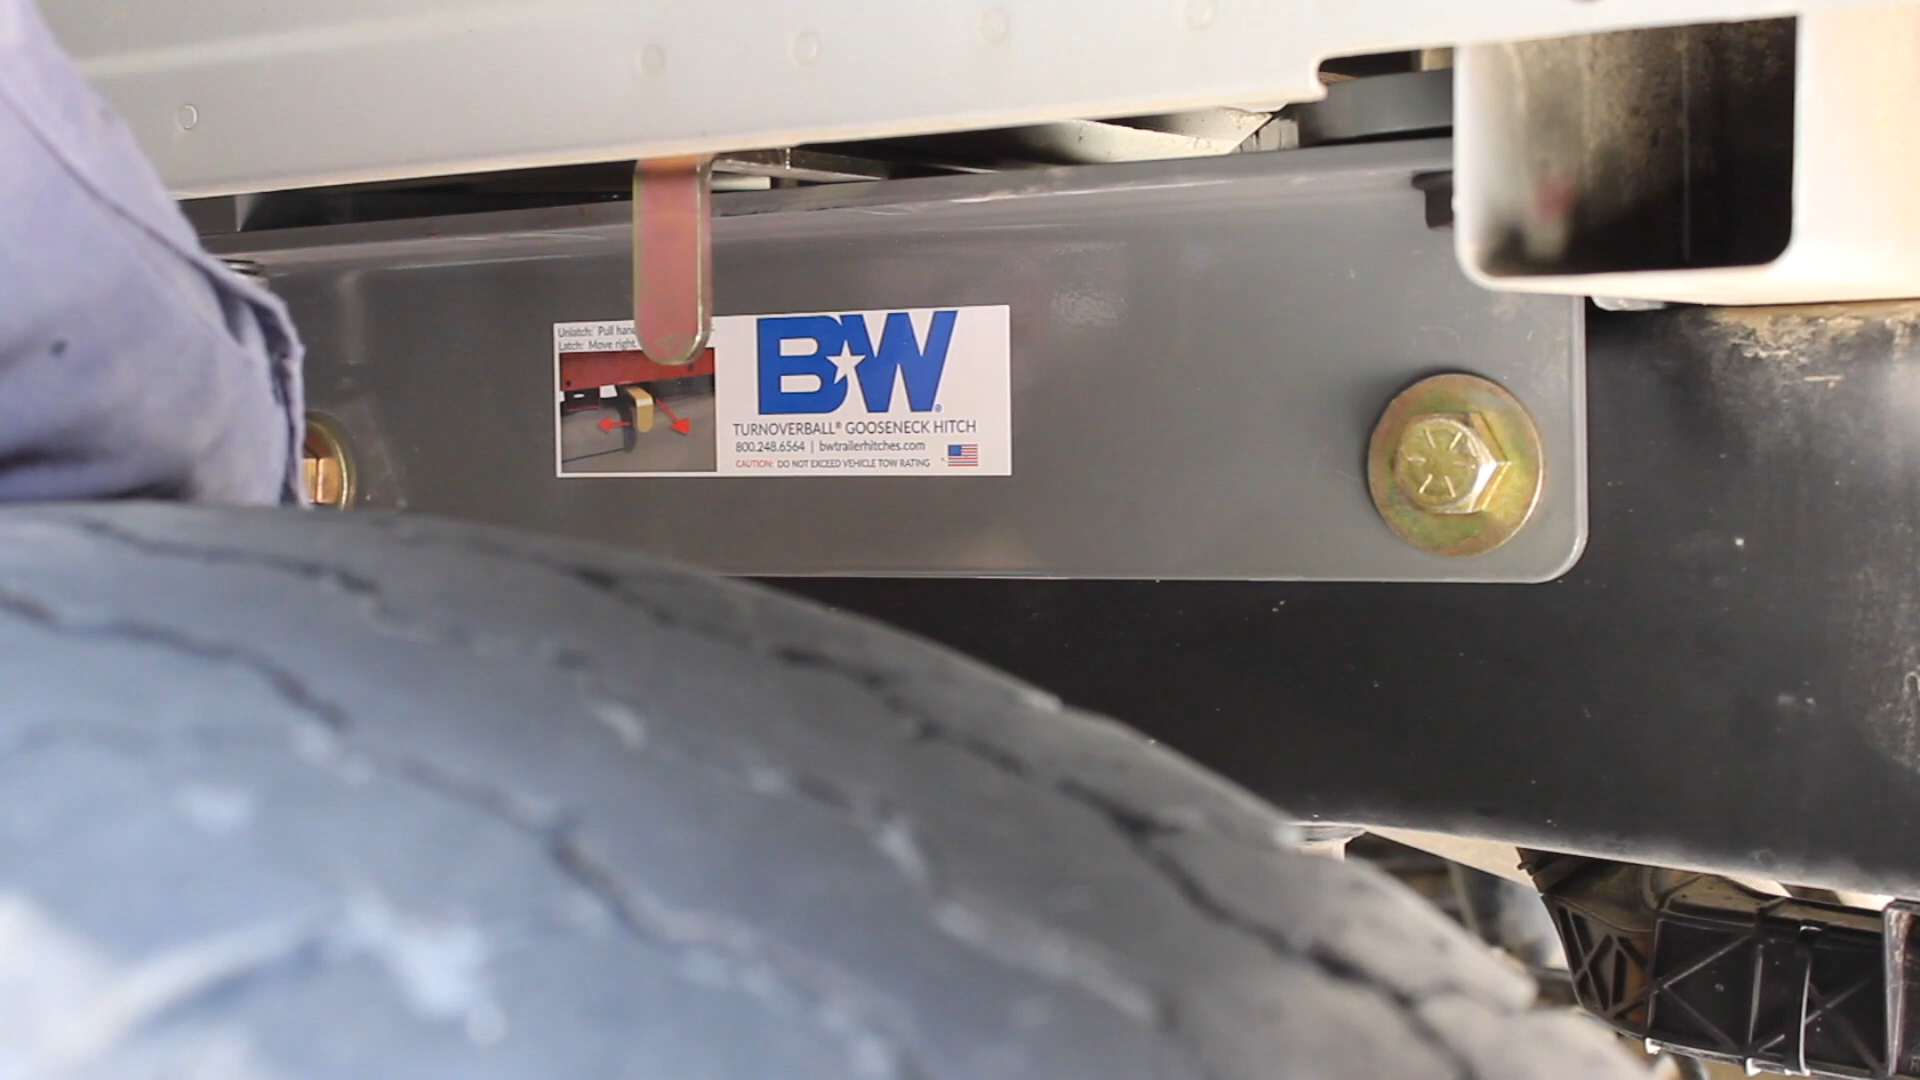 Unlatch: Pull
Latch: Move right,
B★W®
TURNOVERBALL® GOOSENECK HITCH
800.248.6564 | bwtrailerhitches.com
CAUTION: DO NOT EXCEED VEHICLE TOW RATING